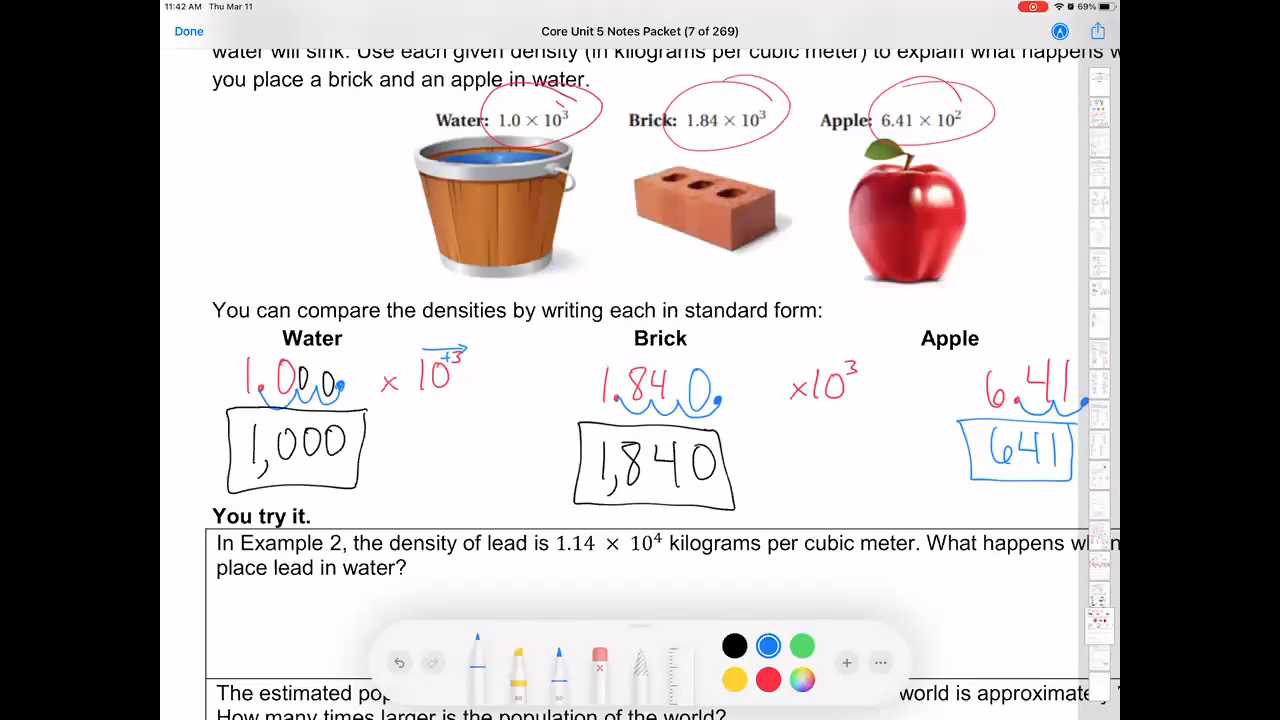 11:42 AM Thu Mar 11 69%
Done Core Unit 5 Notes Packet (7 of 269)
water will sink. Use each given density (in kilograms per cubic meter) to explain what happens w
you place a brick and an apple in water.
Water: 1.0 × 10³ Brick: 1.84 × 10³ Apple: 6.41 × 10²
You can compare the densities by writing each in standard form:
Water Brick Apple
1.000 × 10⁺³ 1.840 ×10³ 6.41
1,000 1,840 641
You try it.
In Example 2, the density of lead is 1.14 × 10⁴ kilograms per cubic meter. What happens
place lead in water?
The estimated world is approximate
How many times larger is the population of the world?